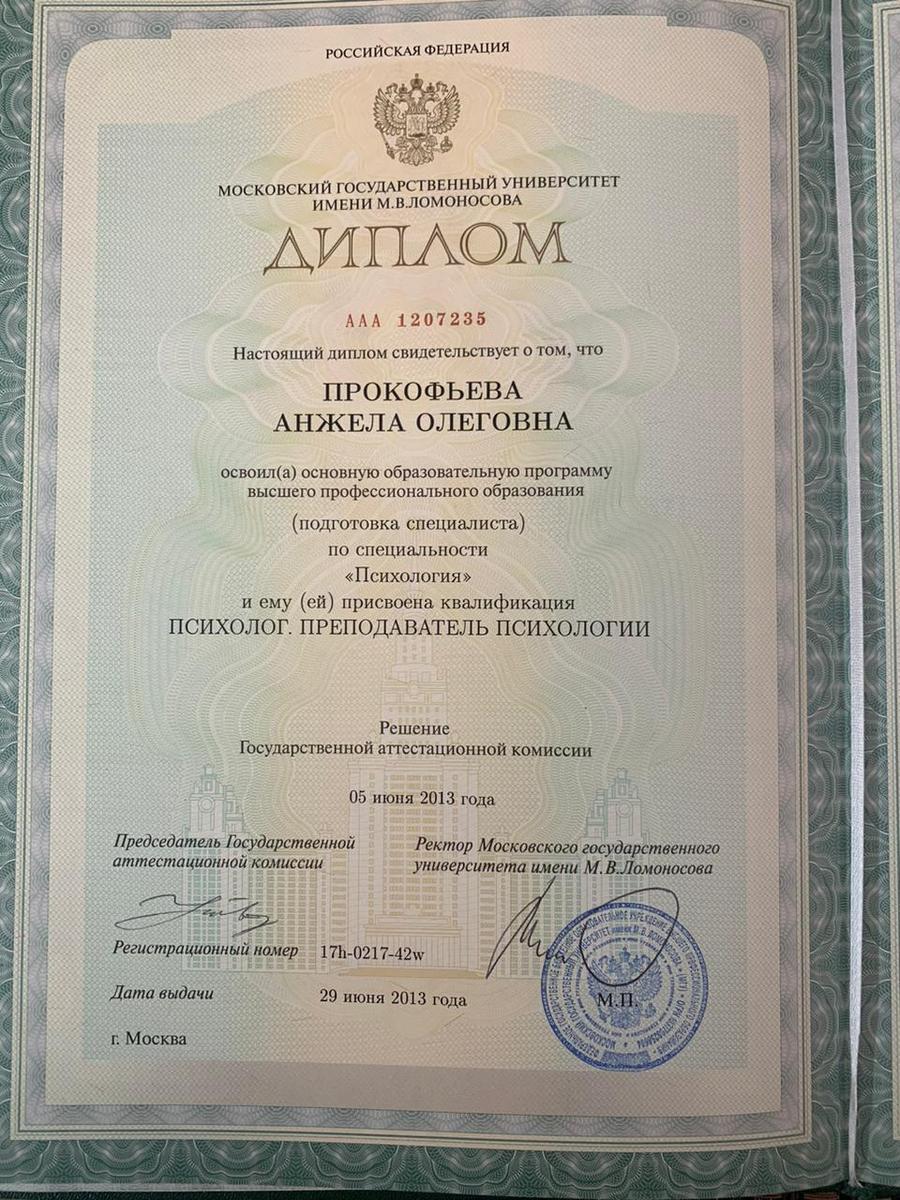 РОССИЙСКАЯ ФЕДЕРАЦИЯ
МОСКОВСКИЙ ГОСУДАРСТВЕННЫЙ УНИВЕРСИТЕТ
ИМЕНИ М.В.ЛОМОНОСОВА
ДИПЛОМ
ААА 1207235
Настоящий диплом свидетельствует о том, что
ПРОКОФЬЕВА
АНЖЕЛА ОЛЕГОВНА
освоил(а) основную образовательную программу
высшего профессионального образования
(подготовка специалиста)
по специальности
«Психология»
и ему (ей) присвоена квалификация
ПСИХОЛОГ. ПРЕПОДАВАТЕЛЬ ПСИХОЛОГИИ
Решение
Государственной аттестационной комиссии
05 июня 2013 года
Председатель Государственной
аттестационной комиссии
Ректор Московского государственного
университета имени М.В.Ломоносова
Регистрационный номер 17h-0217-42w
Дата выдачи 29 июня 2013 года
М.П.
г. Москва